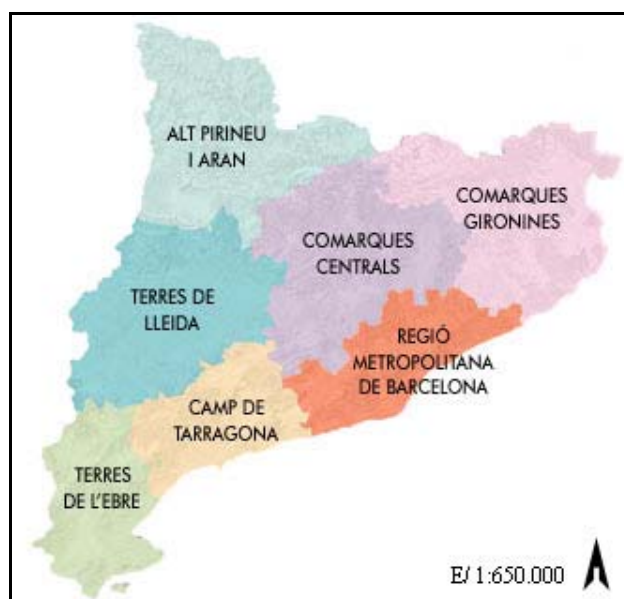 ALT PIRINEU
I ARAN
COMARQUES
GIRONINES
COMARQUES
CENTRALS
TERRES DE
LLEIDA
REGIÓ
METROPOLITANA
DE BARCELONA
CAMP DE
TARRAGONA
TERRES
DE L'EBRE
E/ 1:650.000